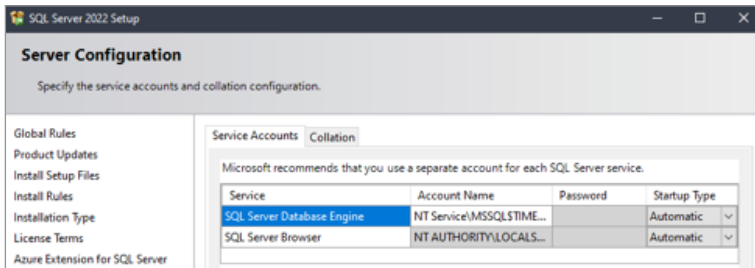 SQL Server 2022 Setup
Server Configuration
Specify the service accounts and collation configuration.
Global Rules
Product Updates
Install Setup Files
Install Rules
Installation Type
License Terms
Azure Extension for SQL Server
Service Accounts Collation
Microsoft recommends that you use a separate account for each SQL Server service.
Service Account Name Password Startup Type
SQL Server Database Engine NT Service\MSSQL$TIME... Automatic
SQL Server Browser NT AUTHORITY\LOCALS... Automatic